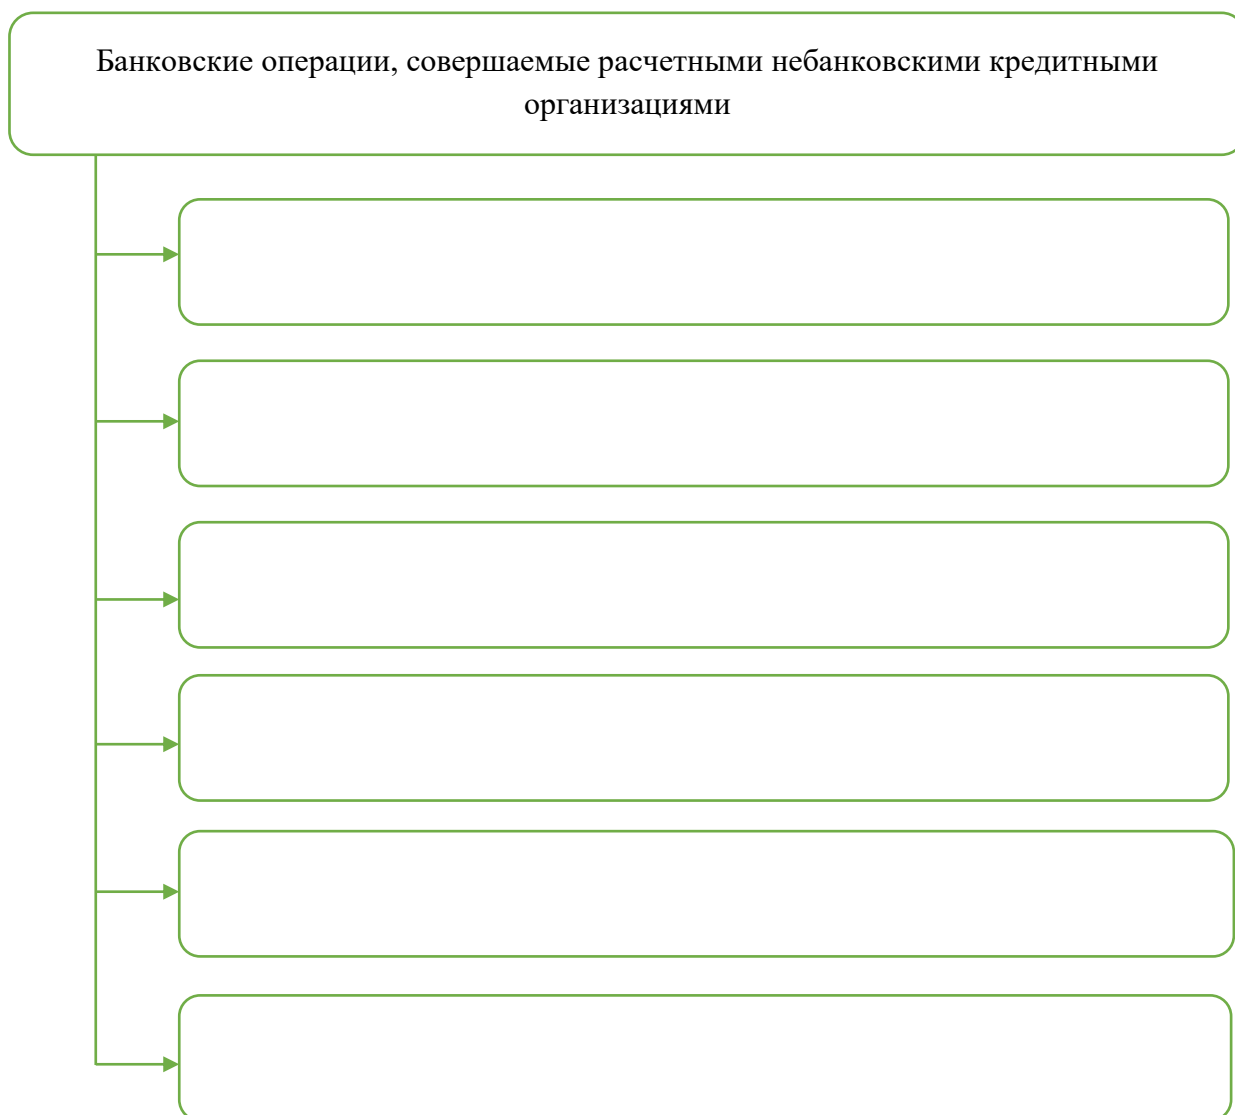 Банковские операции, совершаемые расчетными небанковскими кредитными
организациями